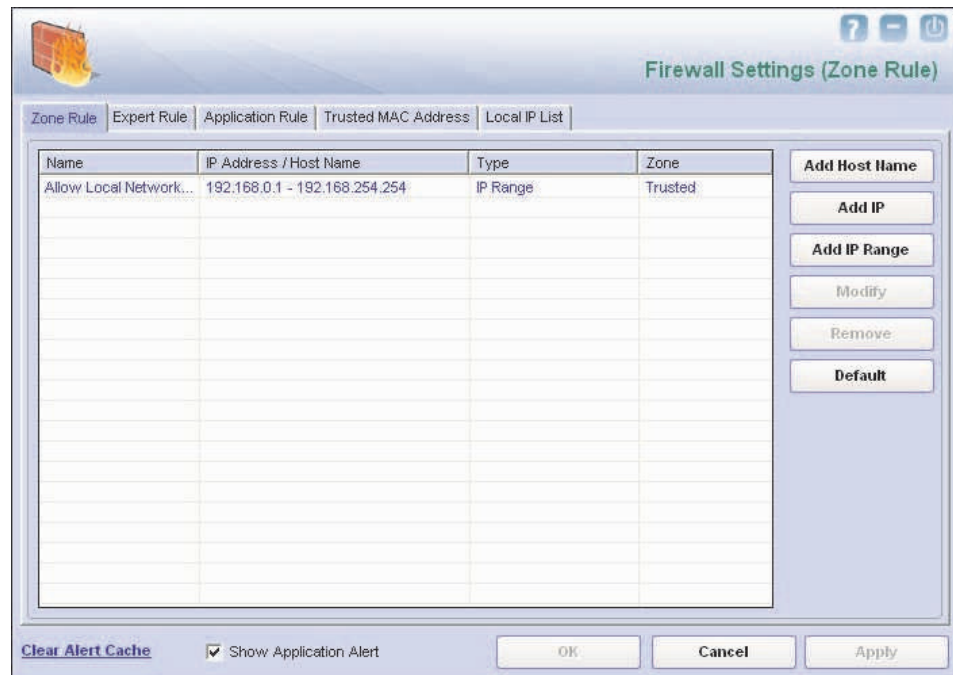 ?
Firewall Settings (Zone Rule)
Zone Rule Expert Rule Application Rule Trusted MAC Address Local IP List
Name IP Address / Host Name Type Zone
Allow Local Network... 192.168.0.1 - 192.168.254.254 IP Range Trusted
Add Host Name
Add IP
Add IP Range
Modify
Remove
Default
Clear Alert Cache Show Application Alert OK Cancel Apply